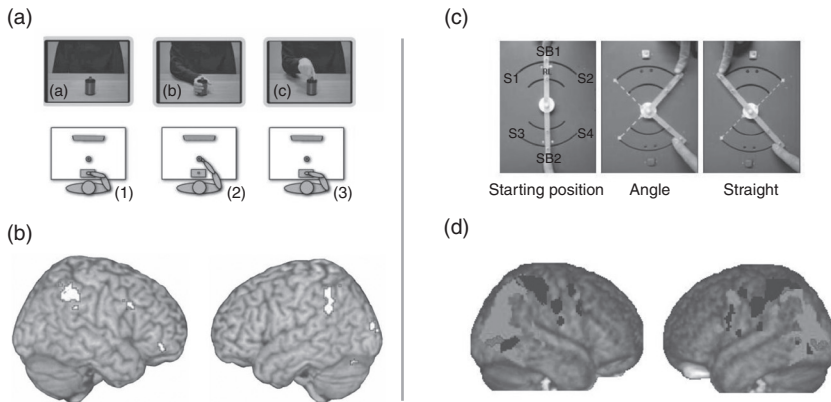 (a)
(a) (b) (c)
(1) (2) (3)
(b)
(c)
SB1
S1 S2
S3 S4
SB2
Starting position Angle Straight
(d)